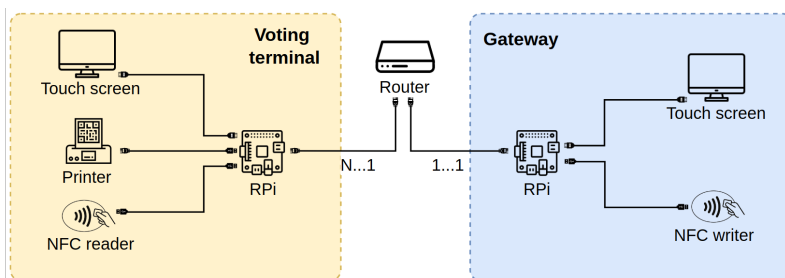 Voting
terminal
Touch screen
Printer
NFC reader
RPi
N...1
Router
1...1
Gateway
RPi
Touch screen
NFC writer